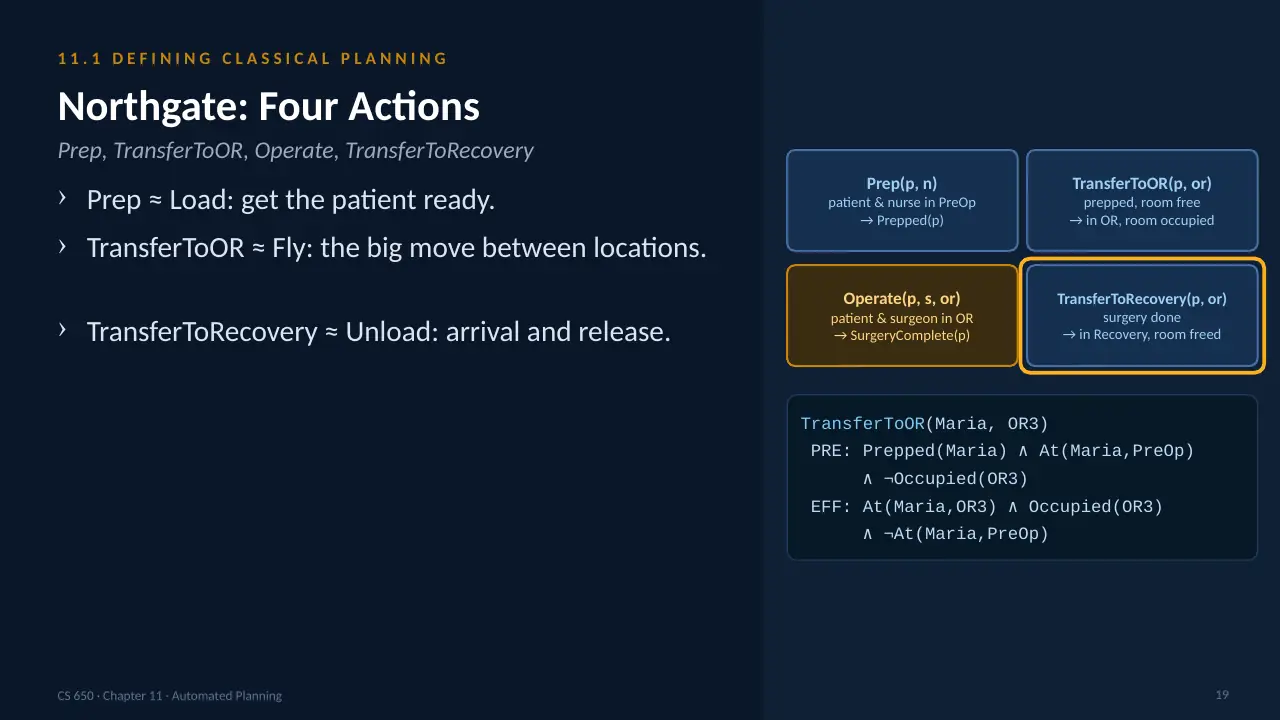 11.1 DEFINING CLASSICAL PLANNING
Northgate: Four Actions
Prep, TransferToOR, Operate, TransferToRecovery
› Prep ≈ Load: get the patient ready.
› TransferToOR ≈ Fly: the big move between locations.
› TransferToRecovery ≈ Unload: arrival and release.
Prep(p, n)
patient & nurse in PreOp
→ Prepped(p)
TransferToOR(p, or)
prepped, room free
→ in OR, room occupied
Operate(p, s, or)
patient & surgeon in OR
→ SurgeryComplete(p)
TransferToRecovery(p, or)
surgery done
→ in Recovery, room freed
TransferToOR(Maria, OR3)
PRE: Prepped(Maria) ∧ At(Maria,PreOp)
∧ ¬Occupied(OR3)
EFF: At(Maria,OR3) ∧ Occupied(OR3)
∧ ¬At(Maria,PreOp)
CS 650 · Chapter 11 · Automated Planning
19